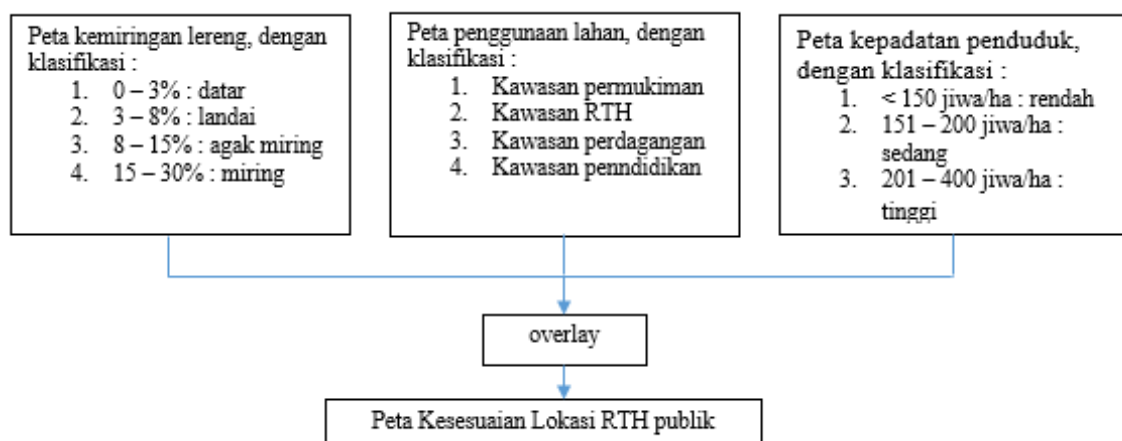 Peta kemiringan lereng, dengan
klasifikasi :
1. 0 – 3% : datar
2. 3 – 8% : landai
3. 8 – 15% : agak miring
4. 15 – 30% : miring
Peta penggunaan lahan, dengan
klasifikasi :
1. Kawasan permukiman
2. Kawasan RTH
3. Kawasan perdagangan
4. Kawasan penndidikan
Peta kepadatan penduduk,
dengan klasifikasi :
1. < 150 jiwa/ha : rendah
2. 151 – 200 jiwa/ha :
sedang
3. 201 – 400 jiwa/ha :
tinggi
overlay
Peta Kesesuaian Lokasi RTH publik